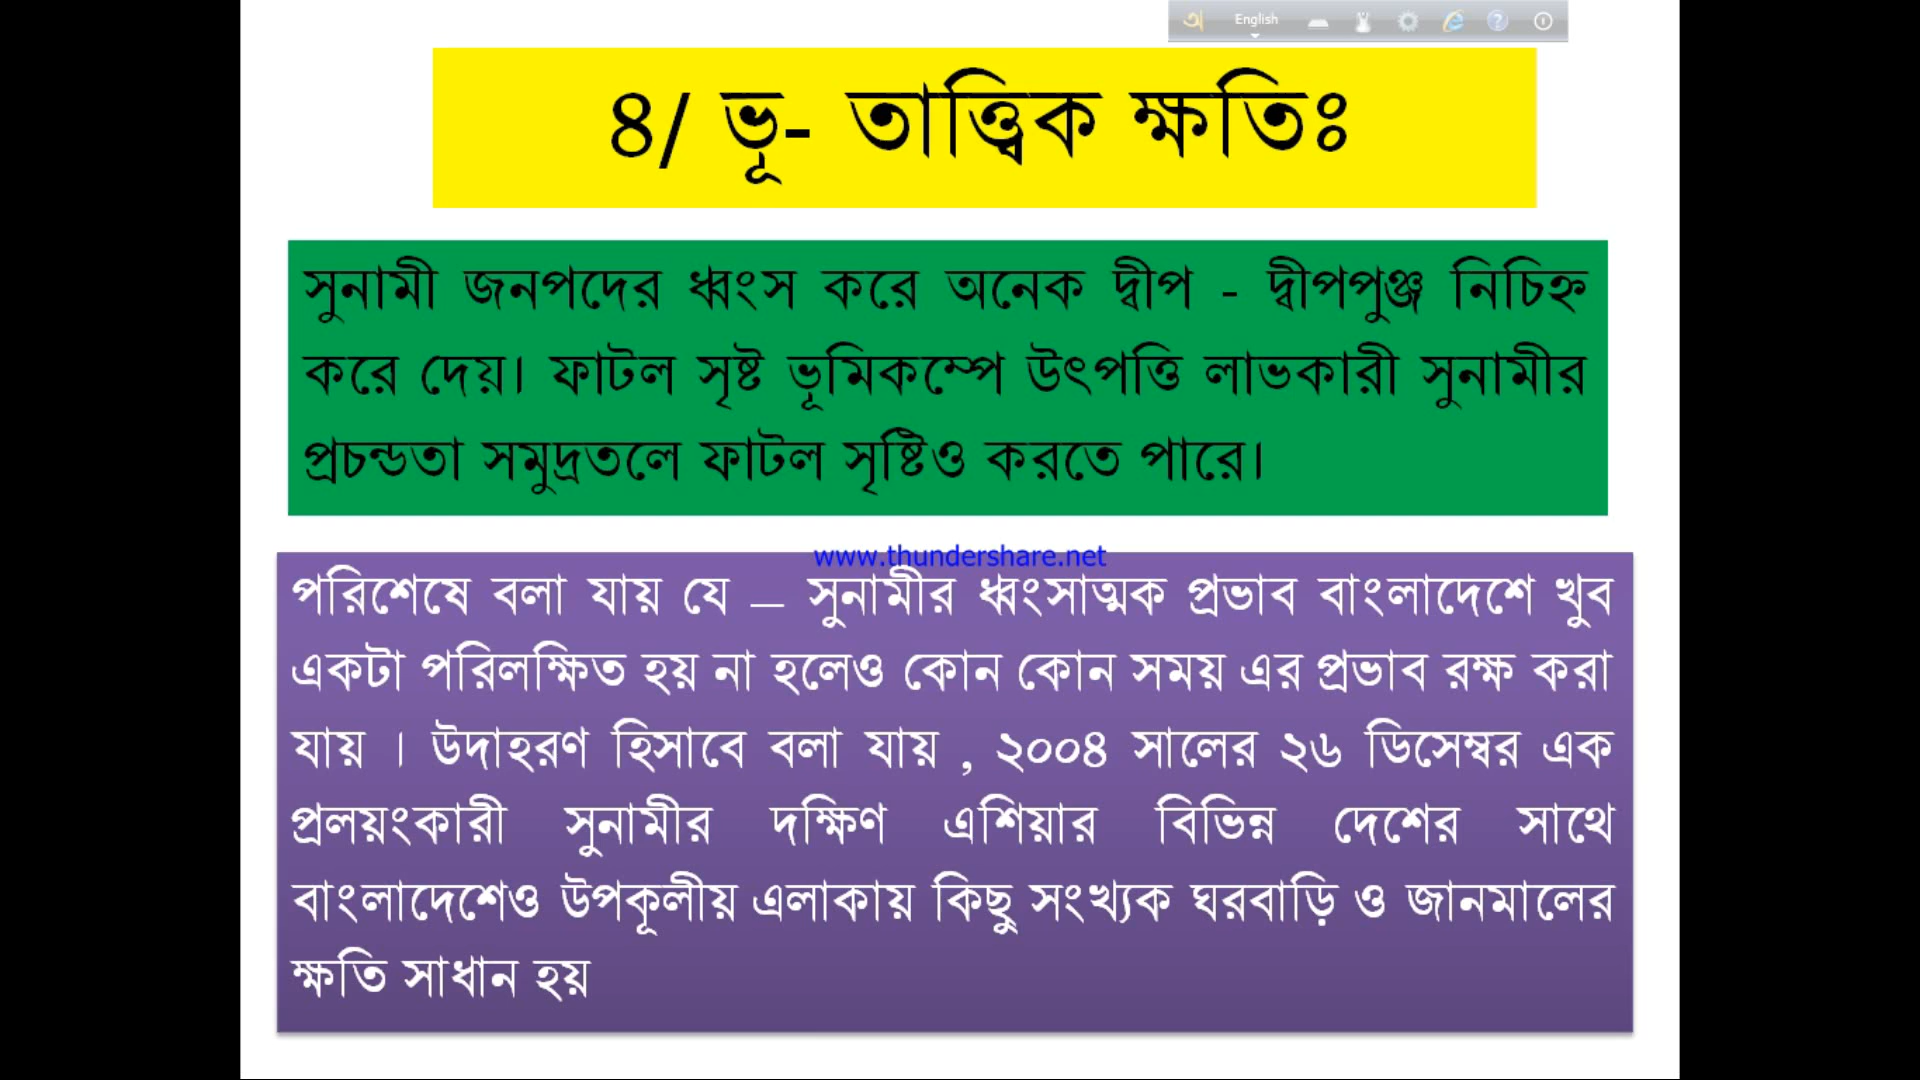 অ English
৪/ ভূ- তাত্ত্বিক ক্ষতিঃ
সুনামী জনপদের ধ্বংস করে অনেক দ্বীপ - দ্বীপপুঞ্জ নিচিহ্ন
করে দেয়। ফাটল সৃষ্ট ভূমিকম্পে উৎপত্তি লাভকারী সুনামীর
প্রচন্ডতা সমুদ্রতলে ফাটল সৃষ্টিও করতে পারে।
www.thundershare.net
পরিশেষে বলা যায় যে – সুনামীর ধ্বংসাত্মক প্রভাব বাংলাদেশে খুব
একটা পরিলক্ষিত হয় না হলেও কোন কোন সময় এর প্রভাব রক্ষ করা
যায় । উদাহরণ হিসাবে বলা যায় , ২০০৪ সালের ২৬ ডিসেম্বর এক
প্রলয়ংকারী সুনামীর দক্ষিণ এশিয়ার বিভিন্ন দেশের সাথে
বাংলাদেশেও উপকূলীয় এলাকায় কিছু সংখ্যক ঘরবাড়ি ও জানমালের
ক্ষতি সাধান হয়